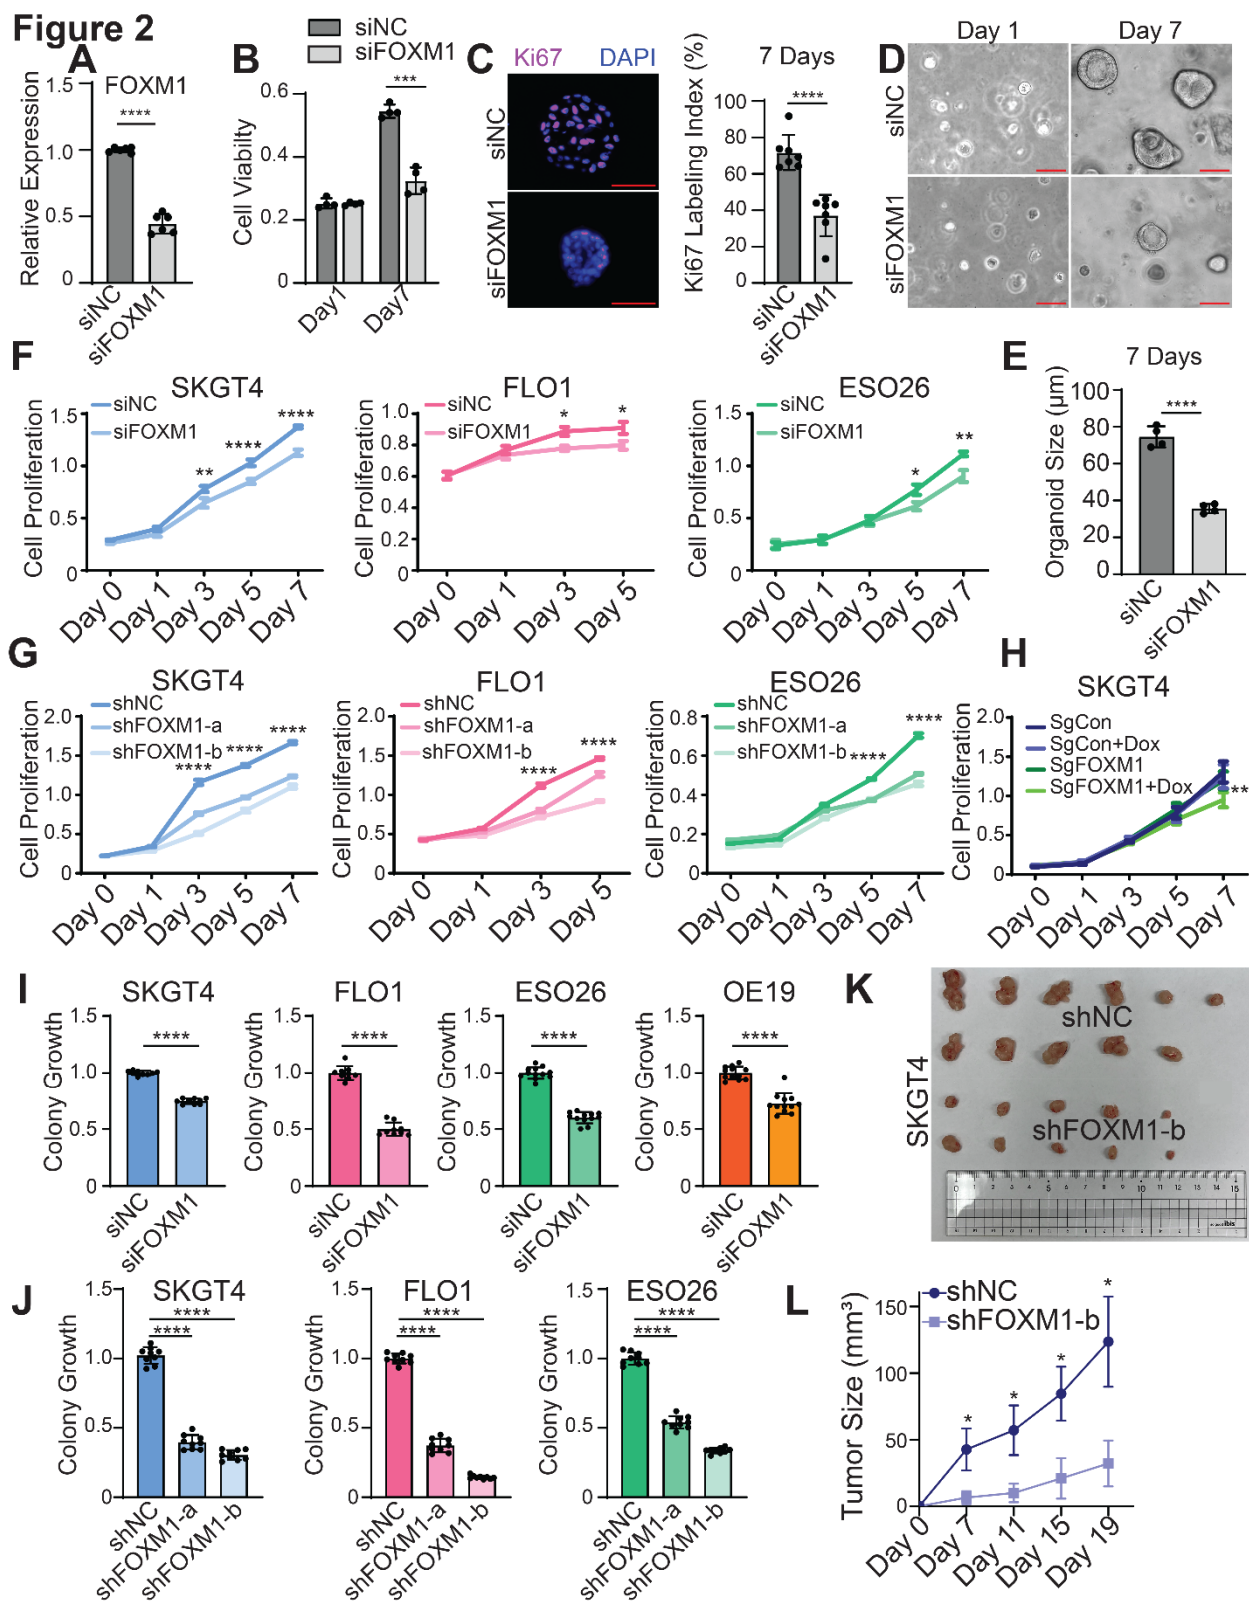 Figure 2
A
FOXM1
Relative Expression
1.5
1.0
0.5
0
****
siNC
siFOXM1
B
siNC
siFOXM1
Cell Viabilty
0.6
0.4
0.2
0
***
Day1
Day7
C
Ki67 DAPI
siNC
siFOXM1
7 Days
Ki67 Labeling Index (%)
100
80
60
40
20
0
****
siNC
siFOXM1
D
Day 1 Day 7
siNC
siFOXM1
E
7 Days
Organoid Size (μm)
100
80
60
40
20
0
****
siNC
siFOXM1
F
SKGT4
siNC
siFOXM1
Cell Proliferation
1.5
1.0
0.5
0
** **** ****
Day 0 Day 1 Day 3 Day 5 Day 7
FLO1
siNC
siFOXM1
Cell Proliferation
1.0
0.8
0.6
0.4
0.2
0
* *
Day 0 Day 1 Day 3 Day 5
ESO26
siNC
siFOXM1
Cell Proliferation
1.5
1.0
0.5
0
* **
Day 0 Day 1 Day 3 Day 5 Day 7
G
SKGT4
shNC
shFOXM1-a
shFOXM1-b
Cell Proliferation
2.0
1.5
1.0
0.5
0
**** **** ****
Day 0 Day 1 Day 3 Day 5 Day 7
FLO1
shNC
shFOXM1-a
shFOXM1-b
Cell Proliferation
2.0
1.5
1.0
0.5
0
**** ****
Day 0 Day 1 Day 3 Day 5
ESO26
shNC
shFOXM1-a
shFOXM1-b
Cell Proliferation
0.8
0.6
0.4
0.2
0
**** ****
Day 0 Day 1 Day 3 Day 5 Day 7
H
SKGT4
SgCon
SgCon+Dox
SgFOXM1
SgFOXM1+Dox
Cell Proliferation
2.0
1.5
1.0
0.5
0
**
Day 0 Day 1 Day 3 Day 5 Day 7
I
SKGT4
Colony Growth
1.5
1.0
0.5
0
****
siNC
siFOXM1
FLO1
Colony Growth
1.5
1.0
0.5
0
****
siNC
siFOXM1
ESO26
Colony Growth
1.5
1.0
0.5
0
****
siNC
siFOXM1
OE19
Colony Growth
1.5
1.0
0.5
0
****
siNC
siFOXM1
J
SKGT4
Colony Growth
1.5
1.0
0.5
0
****
****
shNC
shFOXM1-a
shFOXM1-b
FLO1
Colony Growth
1.5
1.0
0.5
0
****
****
shNC
shFOXM1-a
shFOXM1-b
ESO26
Colony Growth
1.5
1.0
0.5
0
****
****
shNC
shFOXM1-a
shFOXM1-b
K
SKGT4
shNC
shFOXM1-b
ibis
L
shNC
shFOXM1-b
Tumor Size (mm³)
150
100
50
0
* * * *
Day 0 Day 7 Day 11 Day 15 Day 19